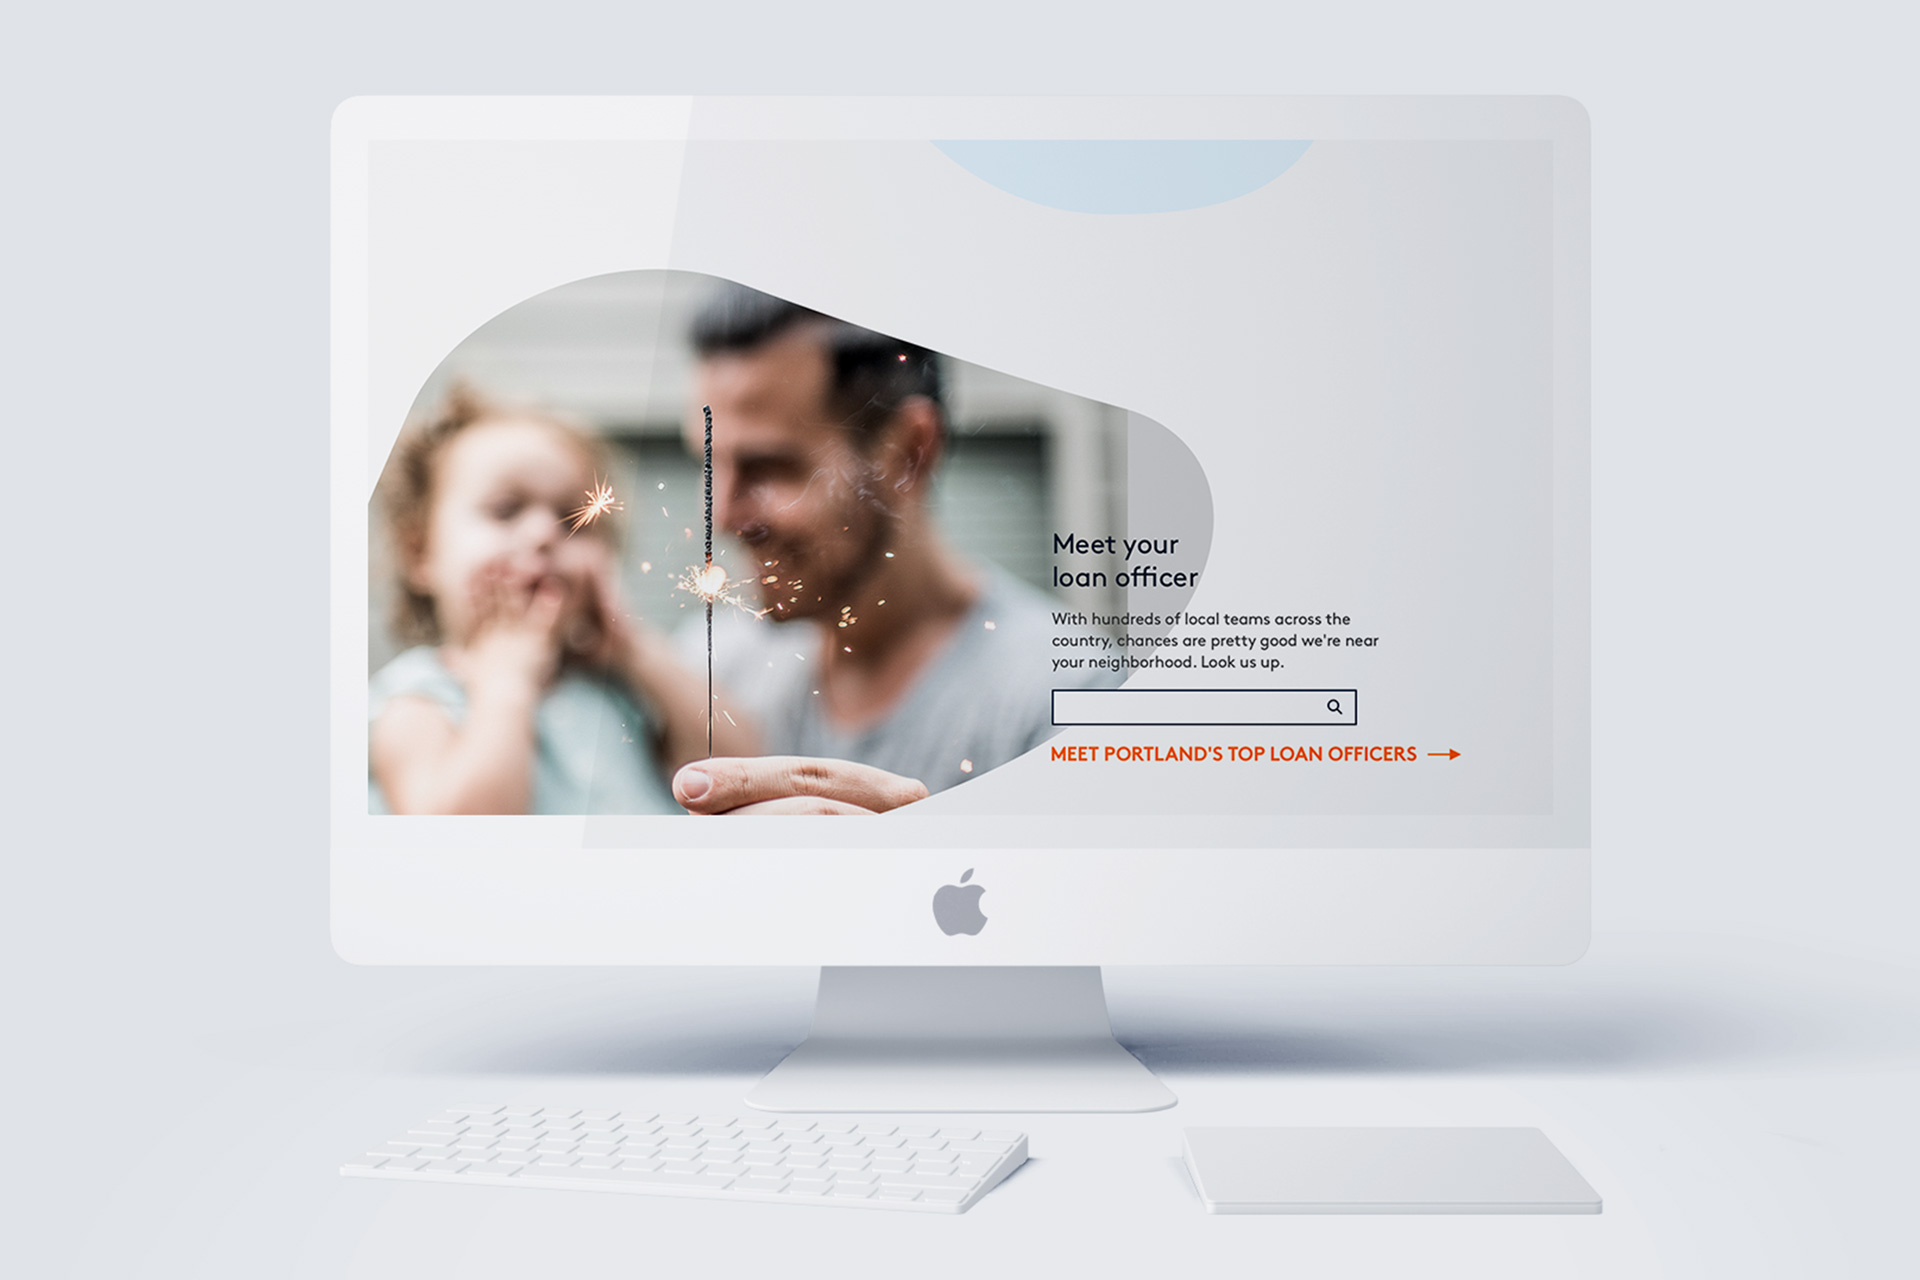 Meet your
loan officer
With hundreds of local teams across the
country, chances are pretty good we're near
your neighborhood. Look us up.
MEET PORTLAND'S TOP LOAN OFFICERS